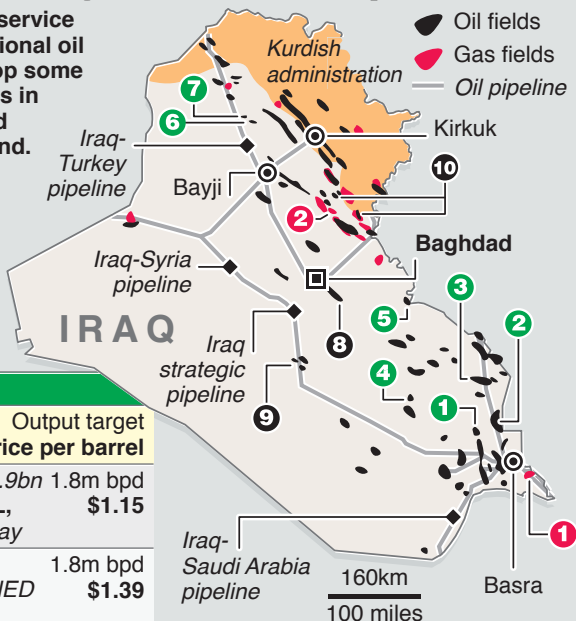 service
ional oil
op some
s in
d
nd.
Oil fields
Gas fields
Oil pipeline
Kurdish
administration
7
6
Iraq-
Turkey
pipeline
Kirkuk
Bayji
10
2
Baghdad
Iraq-Syria
pipeline
IRAQ
3
5
2
8
Iraq
strategic
pipeline
4
1
9
Output target
rice per barrel
.9bn 1.8m bpd
L, $1.15
ay
1.8m bpd
NED $1.39
Iraq-
Saudi Arabia
pipeline
160km
100 miles
Basra
1